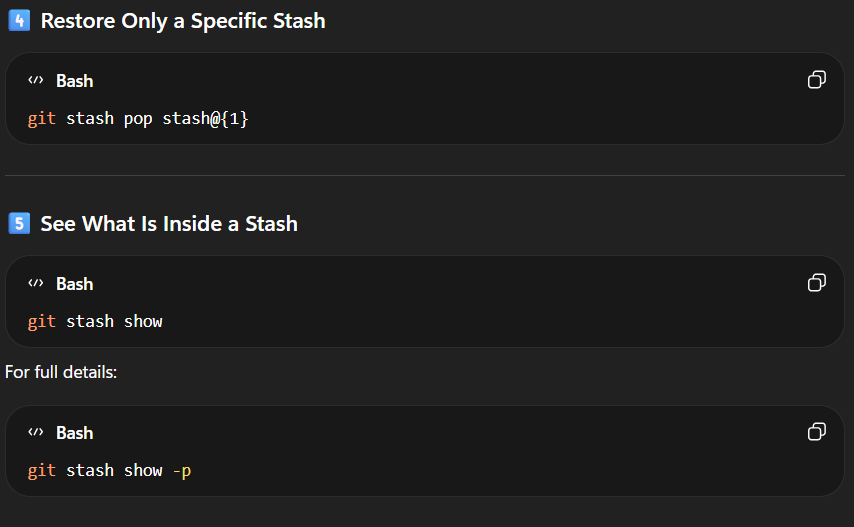 4 Restore Only a Specific Stash
Bash
git stash pop stash@{1}
5 See What Is Inside a Stash
Bash
git stash show
For full details:
Bash
git stash show -p